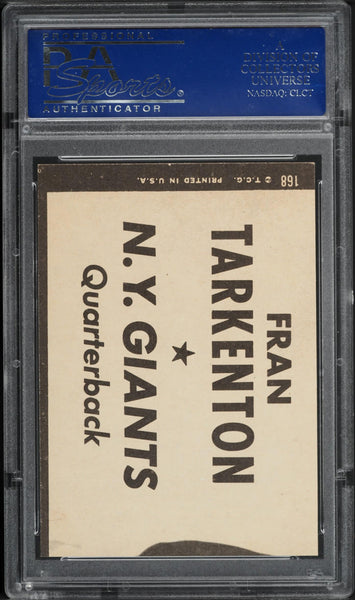 PROFESSIONAL
PSA
Sports
AUTHENTICATOR
A
DIVISION OF
COLLECTORS
UNIVERSE
NASDAQ: CLCT
168 © T.C.G. PRINTED IN U.S.A.
FRAN
TARKENTON
★
N. Y. GIANTS
Quarterback